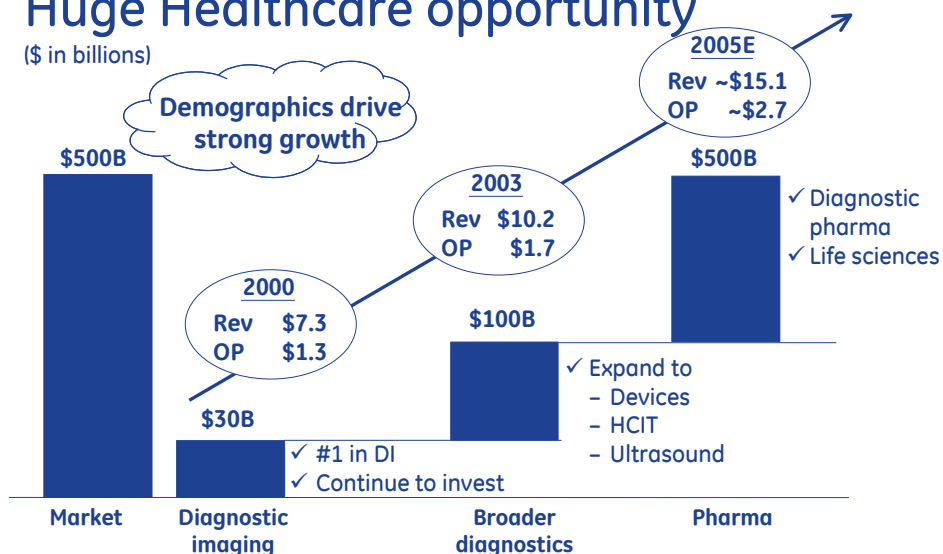 Huge Healthcare opportunity
($ in billions)
Demographics drive
strong growth
2005E
Rev ~$15.1
OP ~$2.7
2003
Rev $10.2
OP $1.7
2000
Rev $7.3
OP $1.3
$500B
$30B
$100B
$500B
✓ #1 in DI
✓ Continue to invest
✓ Expand to
– Devices
– HCIT
– Ultrasound
✓ Diagnostic
pharma
✓ Life sciences
Market
Diagnostic
imaging
Broader
diagnostics
Pharma